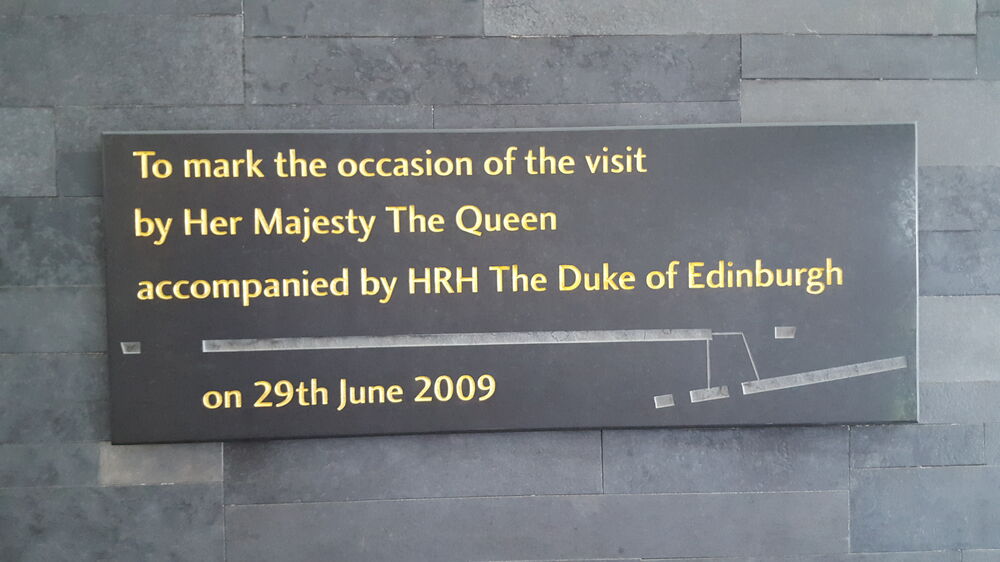 To mark the occasion of the visit
by Her Majesty The Queen
accompanied by HRH The Duke of Edinburgh
on 29th June 2009